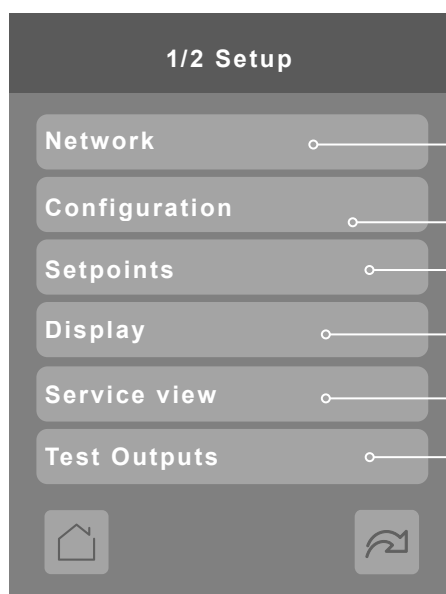 1/2 Setup
Network
Configuration
Setpoints
Display
Service view
Test Outputs